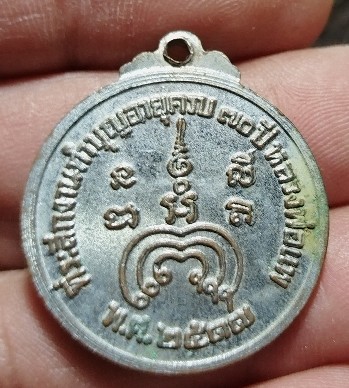 ที่ระลึกงานทำบุญอายุครบ ๗๐ ปี หลวงพ่อแพ
พ.ศ. ๒๕๑๗